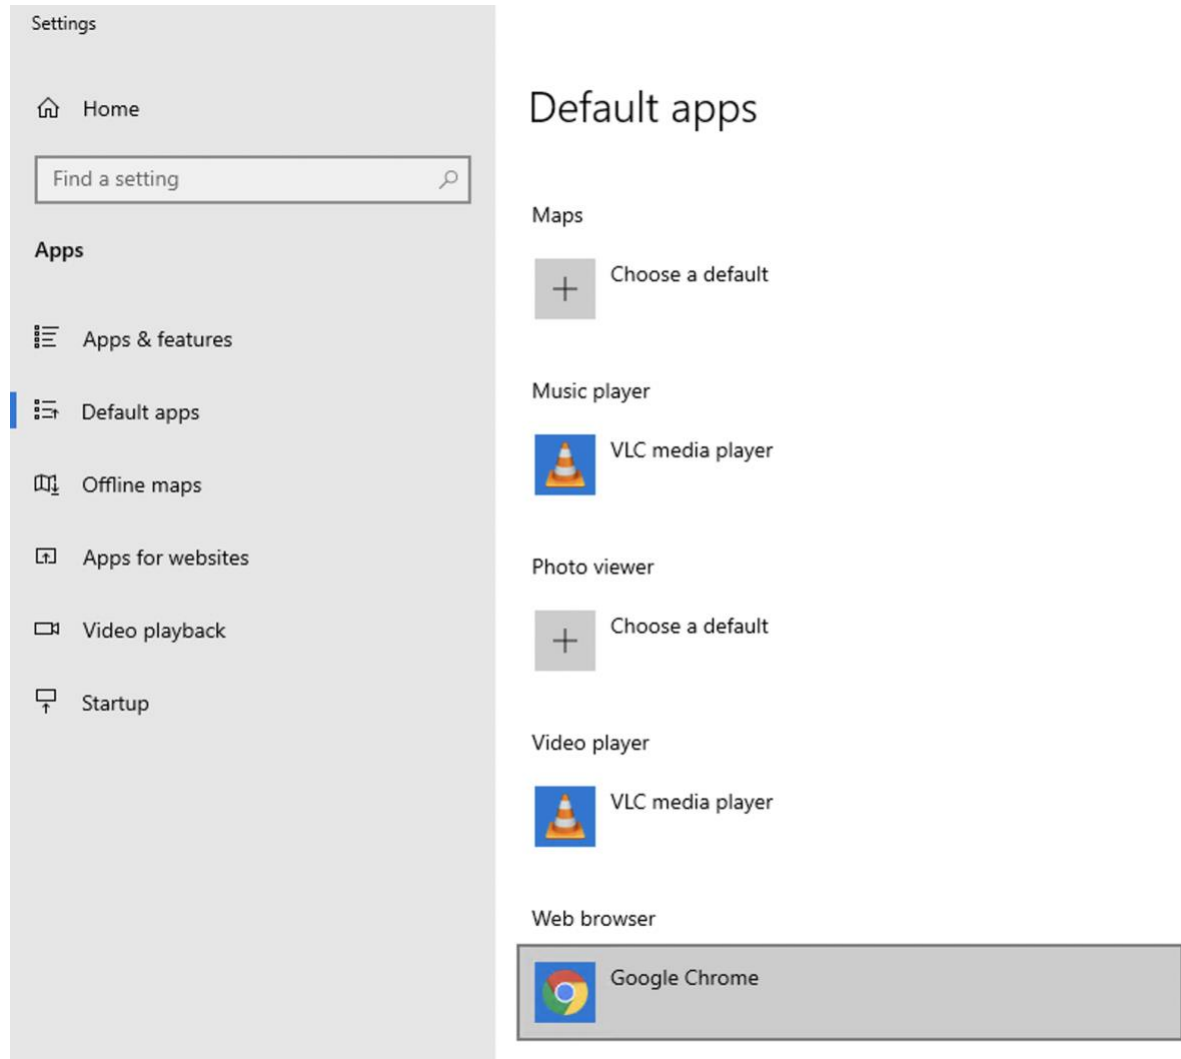 Settings
Home
Find a setting
Apps
Apps & features
Default apps
Offline maps
Apps for websites
Video playback
Startup
Default apps
Maps
Choose a default
Music player
VLC media player
Photo viewer
Choose a default
Video player
VLC media player
Web browser
Google Chrome